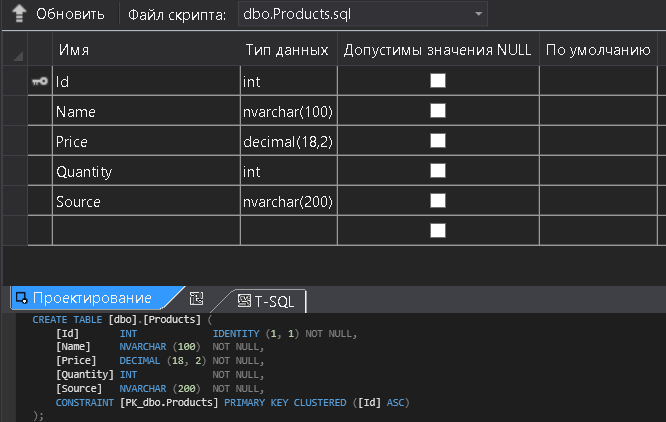 Обновить Файл скрипта: dbo.Products.sql
Имя Тип данных Допустимы значения NULL По умолчанию
Id int
Name nvarchar(100)
Price decimal(18,2)
Quantity int
Source nvarchar(200)
Проектирование T-SQL
CREATE TABLE [dbo].[Products] (
[Id] INT IDENTITY (1, 1) NOT NULL,
[Name] NVARCHAR (100) NOT NULL,
[Price] DECIMAL (18, 2) NOT NULL,
[Quantity] INT NOT NULL,
[Source] NVARCHAR (200) NOT NULL,
CONSTRAINT [PK_dbo.Products] PRIMARY KEY CLUSTERED ([Id] ASC)
);